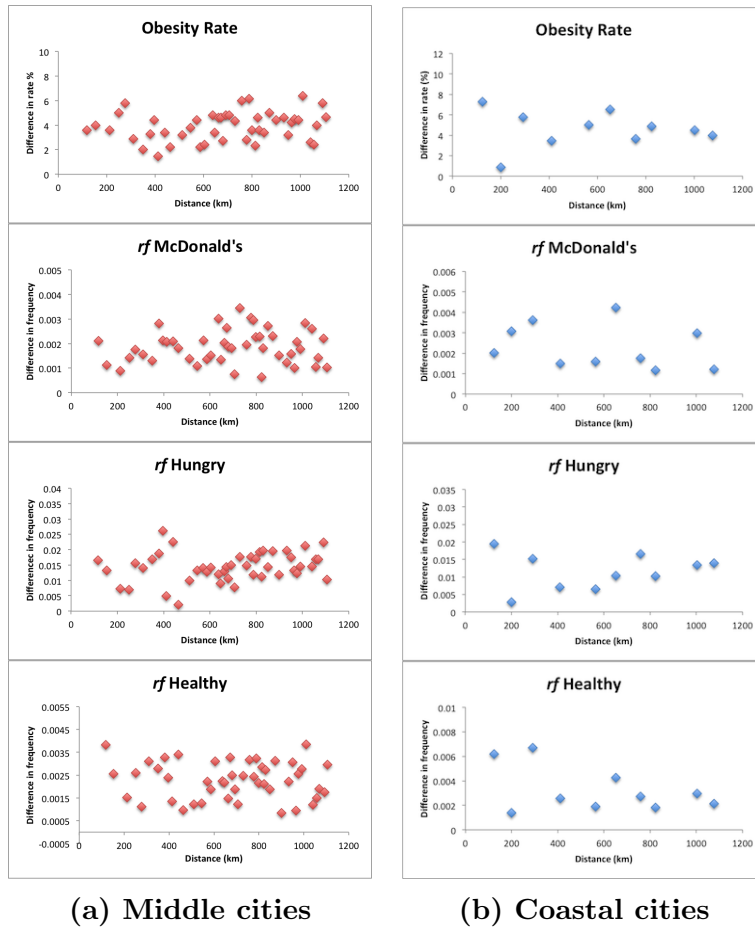 Obesity Rate
Difference in rate %
10
8
6
4
2
0
0 200 400 600 800 1000 1200
Distance (km)
rf McDonald's
Difference in frequency
0.005
0.004
0.003
0.002
0.001
0
0 200 400 600 800 1000 1200
Distance (km)
rf Hungry
Difference in frequency
0.04
0.035
0.03
0.025
0.02
0.015
0.01
0.005
0
0 200 400 600 800 1000 1200
Distance (km)
rf Healthy
Difference in frequency
0.0055
0.0045
0.0035
0.0025
0.0015
0.0005
-0.0005
0 200 400 600 800 1000 1200
Distance (km)
(a) Middle cities
Obesity Rate
Difference in rate (%)
12
10
8
6
4
2
0
0 200 400 600 800 1000 1200
Distance (km)
rf McDonald's
Difference in frequency
0.006
0.005
0.004
0.003
0.002
0.001
0
0 200 400 600 800 1000 1200
Distance (km)
rf Hungry
Differences in frequency
0.035
0.03
0.025
0.02
0.015
0.01
0.005
0
0 200 400 600 800 1000 1200
Distance (km)
rf Healthy
Difference in frequency
0.01
0.008
0.006
0.004
0.002
0
0 200 400 600 800 1000 1200
Distance (km)
(b) Coastal cities